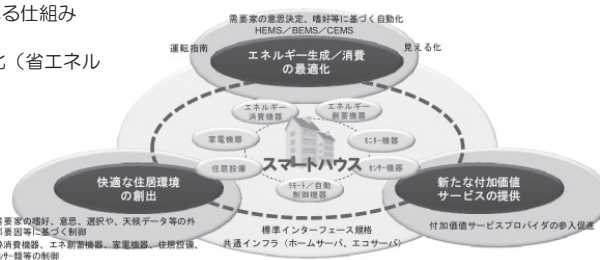 る仕組み
需要家の意思決定、嗜好等に基づく自動化
HEMS/BEMS/CEMS
運転指南
見える化
エネルギー生成/消費
の最適化
化（省エネル
エネルギー
消費機器
エネルギー
創蓄機器
家電機器
モニター機器
住居設備
スマートハウス
センサー機器
リモート/自動
制御機器
快適な住居環境
の創出
新たな付加価値
サービスの提供
需要家の嗜好、意思、選択や、天候データ等の外
部要因等に基づく制御
消費機器、エネ創蓄機器、家電機器、住居設備、
サー類等の制御
標準インターフェース規格
共通インフラ（ホームサーバ、エコサーバ）
付加価値サービスプロバイダの参入促進